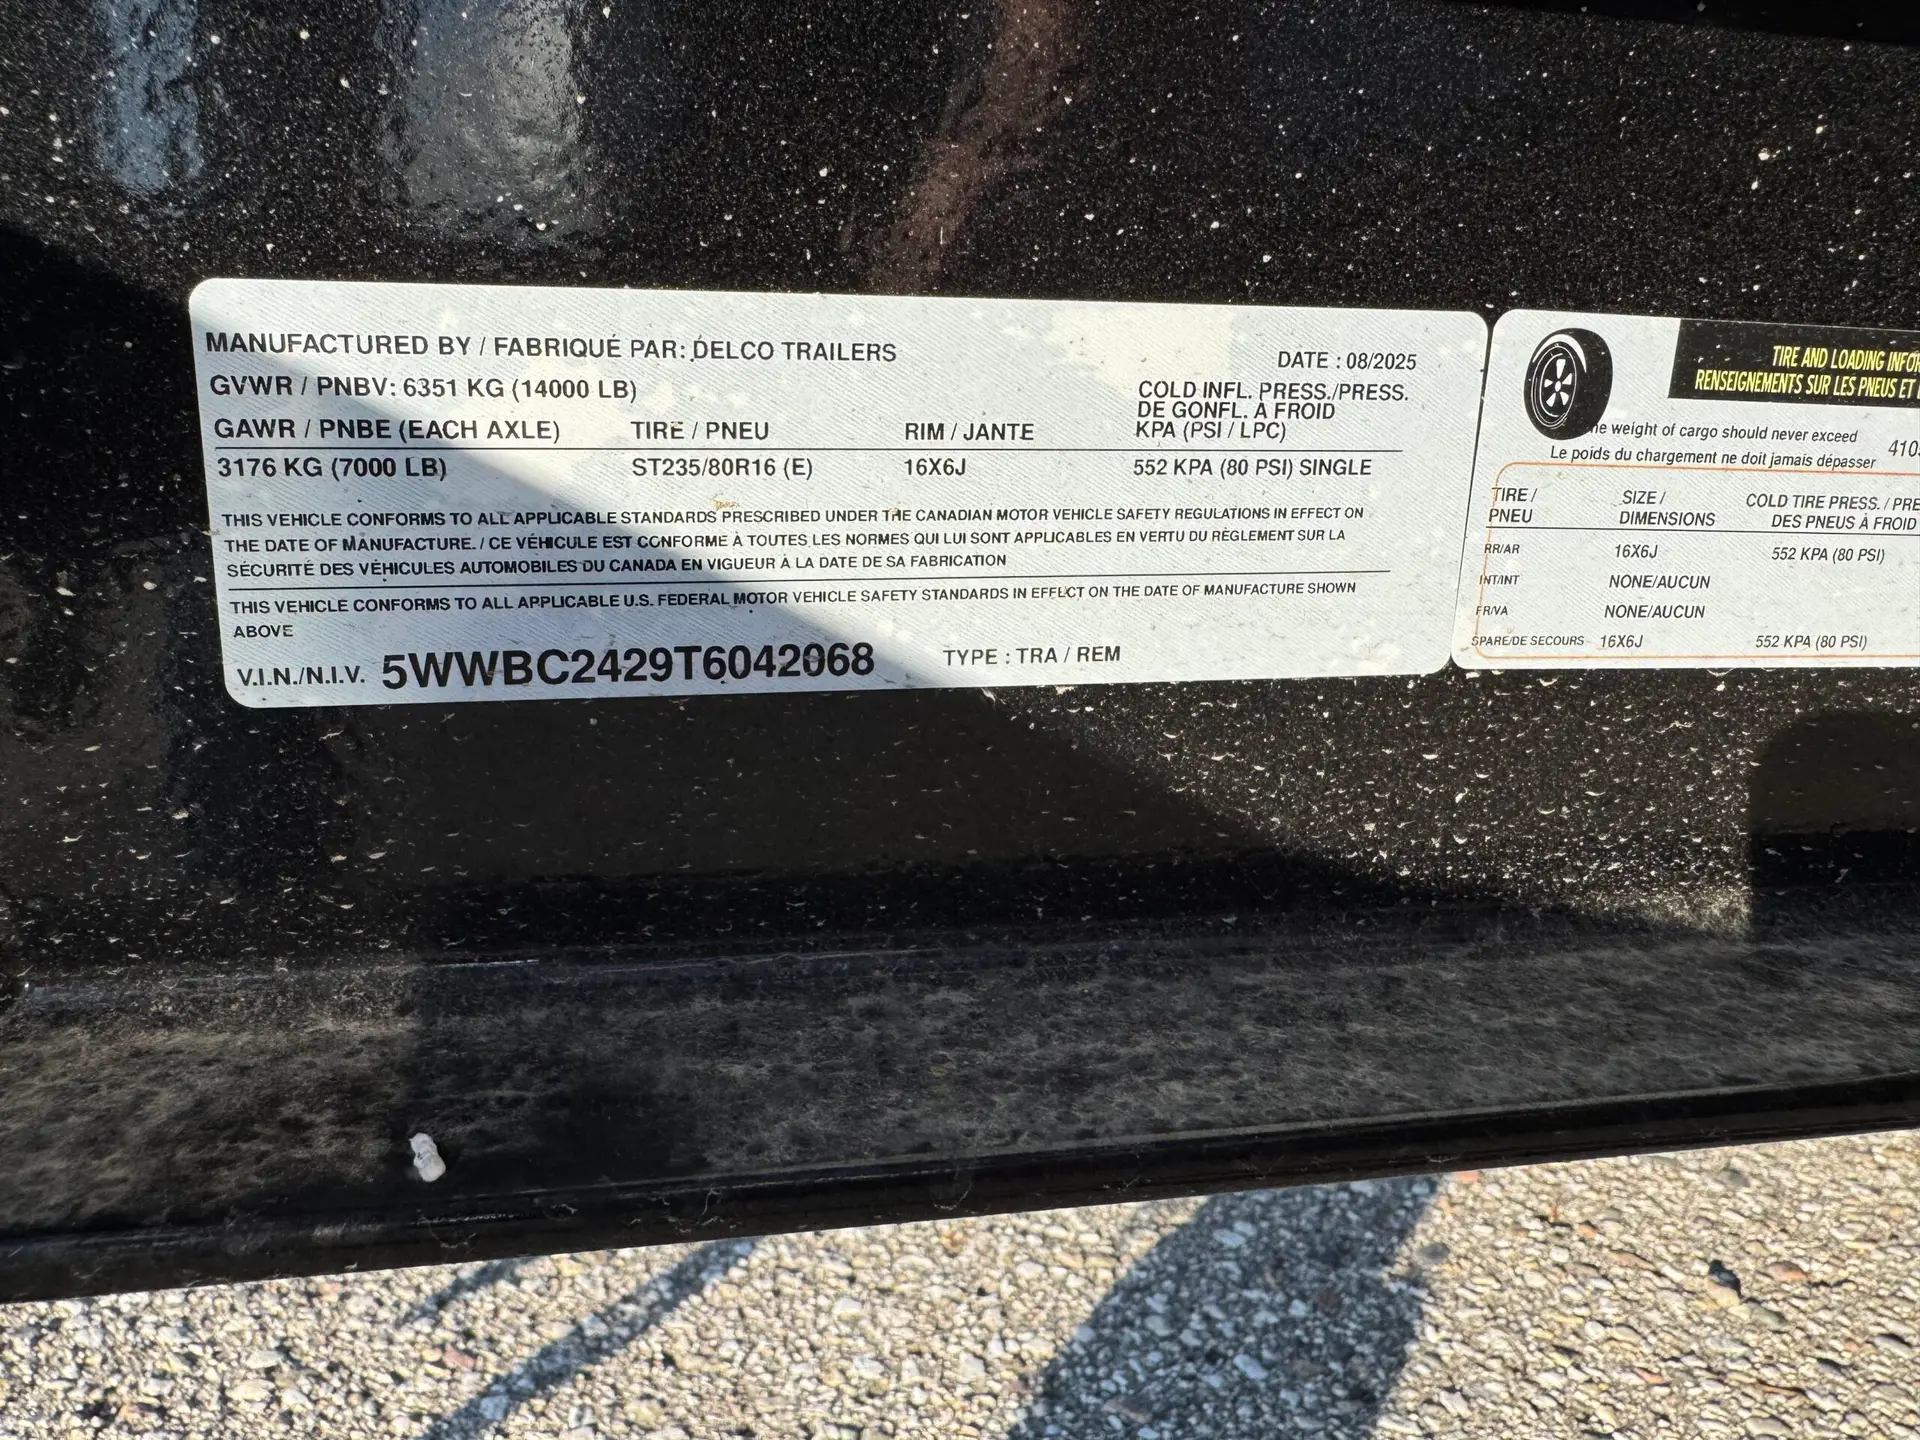 MANUFACTURED BY / FABRIQUÉ PAR: DELCO TRAILERS
DATE : 08/2025
GVWR / PNBV: 6351 KG (14000 LB)
COLD INFL. PRESS./PRESS.
DE GONFL. À FROID
KPA (PSI / LPC)
GAWR / PNBE (EACH AXLE) TIRE / PNEU RIM / JANTE
3176 KG (7000 LB) ST235/80R16 (E) 16X6J 552 KPA (80 PSI) SINGLE
THIS VEHICLE CONFORMS TO ALL APPLICABLE STANDARDS PRESCRIBED UNDER THE CANADIAN MOTOR VEHICLE SAFETY REGULATIONS IN EFFECT ON
THE DATE OF MANUFACTURE. / CE VÉHICULE EST CONFORME À TOUTES LES NORMES QUI LUI SONT APPLICABLES EN VERTU DU RÈGLEMENT SUR LA
SÉCURITÉ DES VÉHICULES AUTOMOBILES DU CANADA EN VIGUEUR À LA DATE DE SA FABRICATION
THIS VEHICLE CONFORMS TO ALL APPLICABLE U.S. FEDERAL MOTOR VEHICLE SAFETY STANDARDS IN EFFECT ON THE DATE OF MANUFACTURE SHOWN
ABOVE
V.I.N./N.I.V. 5WWBC2429T6042068 TYPE : TRA / REM
TIRE AND LOADING
RENSEIGNEMENTS SUR LES PNEUS ET
weight of cargo should never exceed
Le poids du chargement ne doit jamais dépasser
TIRE / SIZE / COLD TIRE PRESS. /
PNEU DIMENSIONS DES PNEUS À FROID
RR/AR 16X6J 552 KPA (80 PSI)
INT/INT NONE/AUCUN
FR/VA NONE/AUCUN
SPARE/DE SECOURS 16X6J 552 KPA (80 PSI)